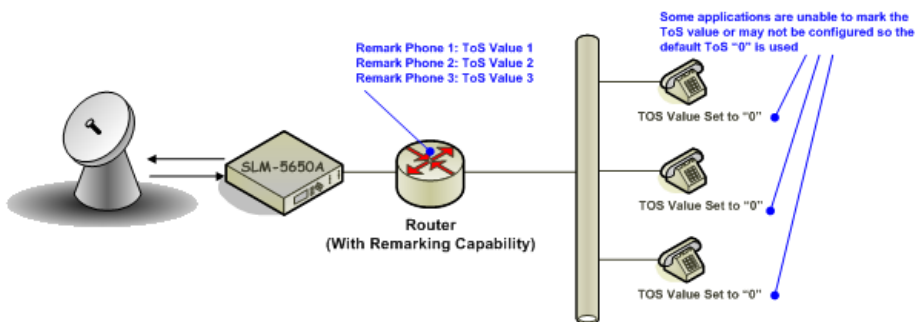 Some applications are unable to mark the
ToS value or may not be configured so the
default ToS “0” is used
Remark Phone 1: ToS Value 1
Remark Phone 2: ToS Value 2
Remark Phone 3: ToS Value 3
TOS Value Set to “0”
SLM-5650A
TOS Value Set to “0”
Router
(With Remarking Capability)
TOS Value Set to “0”